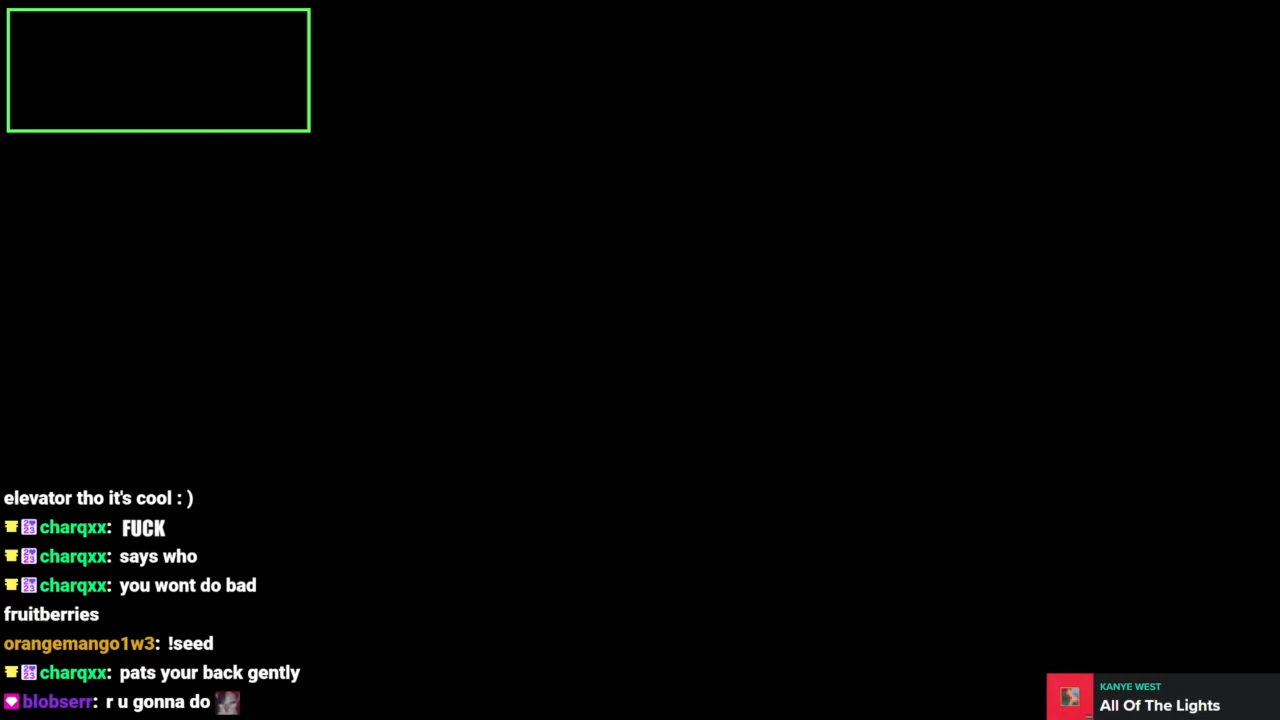 elevator tho it's cool : )
charqxx: FUCK
charqxx: says who
charqxx: you wont do bad
fruitberries
orangemango1w3: !seed
charqxx: pats your back gently
blobserr: r u gonna do
KANYE WEST
All Of The Lights